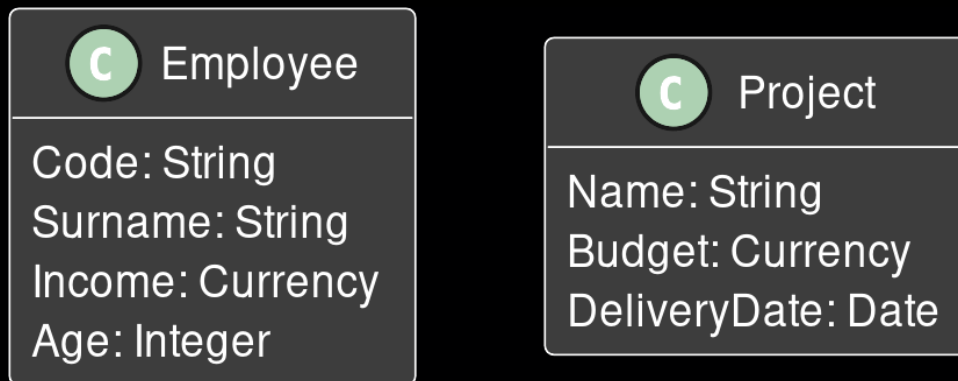 C Employee
Code: String
Surname: String
Income: Currency
Age: Integer
C Project
Name: String
Budget: Currency
DeliveryDate: Date